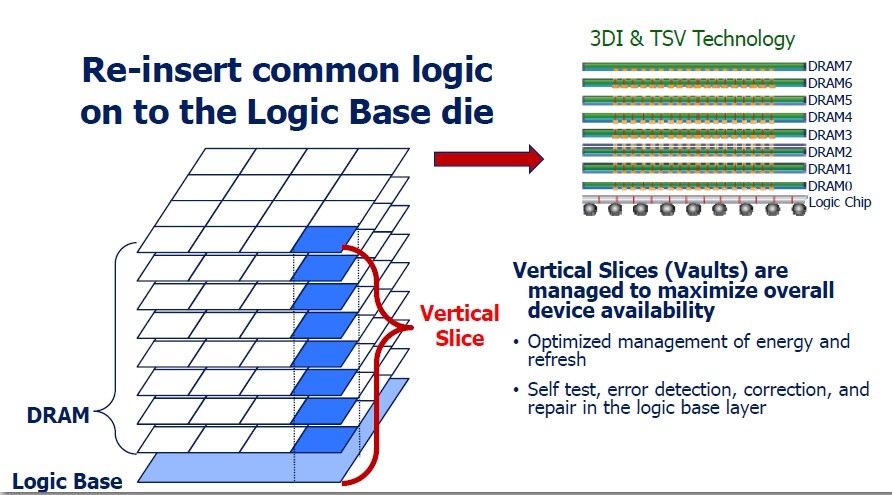 Re-insert common logic
on to the Logic Base die
3DI & TSV Technology
DRAM7
DRAM6
DRAM5
DRAM4
DRAM3
DRAM2
DRAM1
DRAM0
Logic Chip
Vertical
Slice
DRAM
Logic Base
Vertical Slices (Vaults) are
managed to maximize overall
device availability
• Optimized management of energy and
refresh
• Self test, error detection, correction, and
repair in the logic base layer